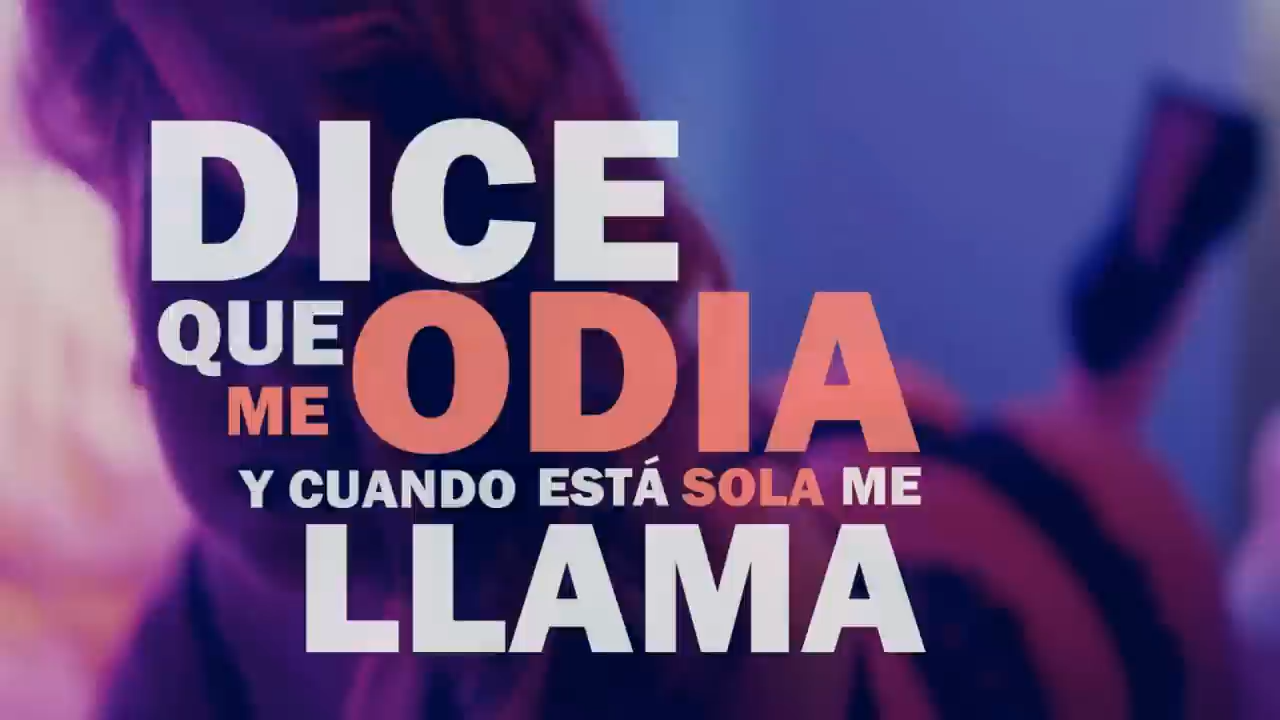 DICE
QUE
ME ODIA
Y CUANDO ESTÁ SOLA ME
LLAMA